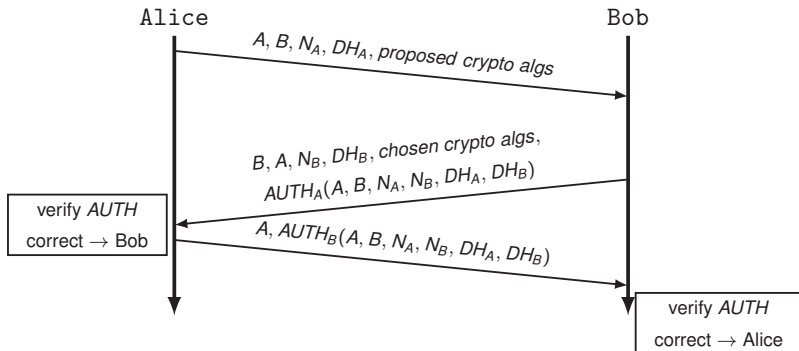 Alice
Bob
A, B, N_A, DH_A, proposed crypto algs
B, A, N_B, DH_B, chosen crypto algs,
AUTH_A(A, B, N_A, N_B, DH_A, DH_B)
verify AUTH
correct → Bob
A, AUTH_B(A, B, N_A, N_B, DH_A, DH_B)
verify AUTH
correct → Alice